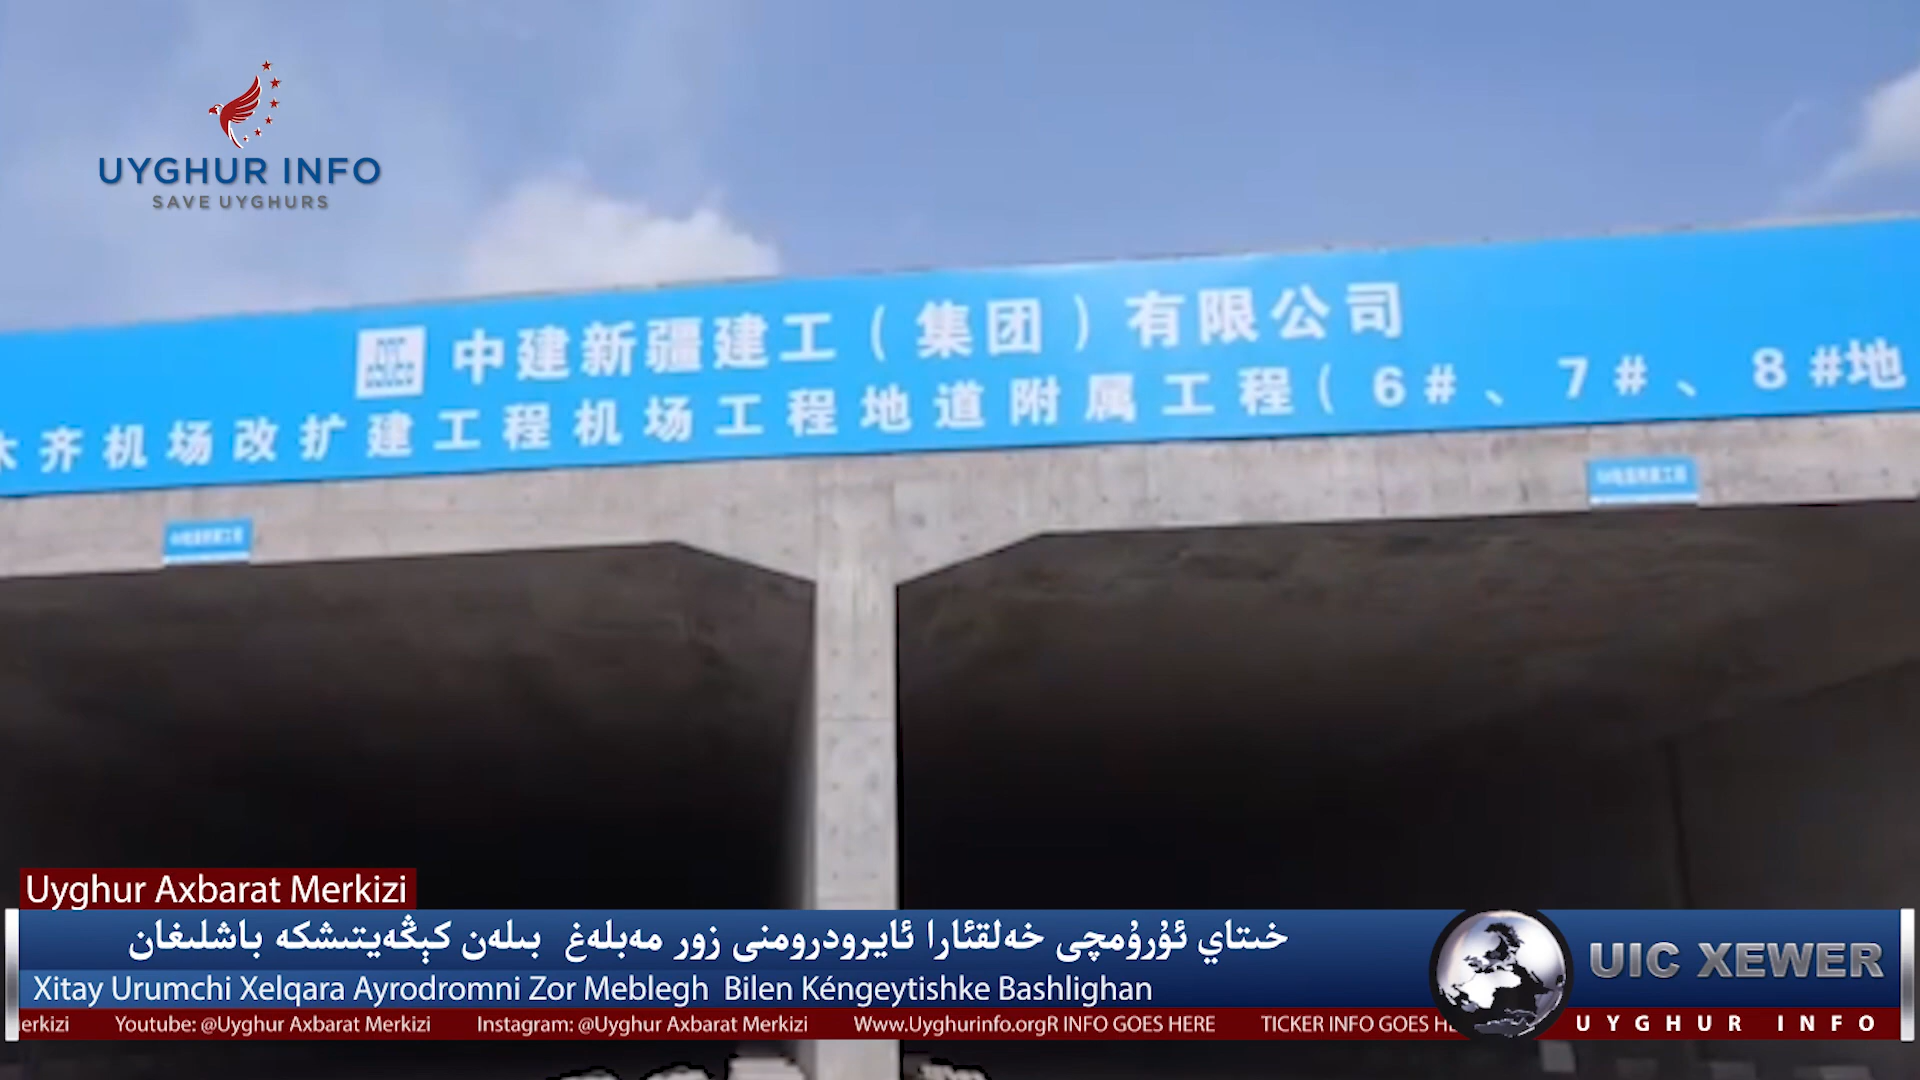 UYGHUR INFO
SAVE UYGHURS
中建新疆建工（集团）有限公司
木齐机场改扩建工程机场工程地道附属工程（6#、7#、8#地
Uyghur Axbarat Merkizi
خىتاي ئۈرۈمچى خەلقئارا ئايرودرومنى زور مەبلەغ بىلەن كېڭەيتىشكە باشلىغان
Xitay Urumchi Xelqara Ayrodromni Zor Meblegh Bilen Kéngeytishke Bashlighan
UIC XEWER
erkizi Youtube: @Uyghur Axbarat Merkizi Instagram: @Uyghur Axbarat Merkizi Www.Uyghurinfo.orgR INFO GOES HERE TICKER INFO GOES HE
UYGHUR INFO